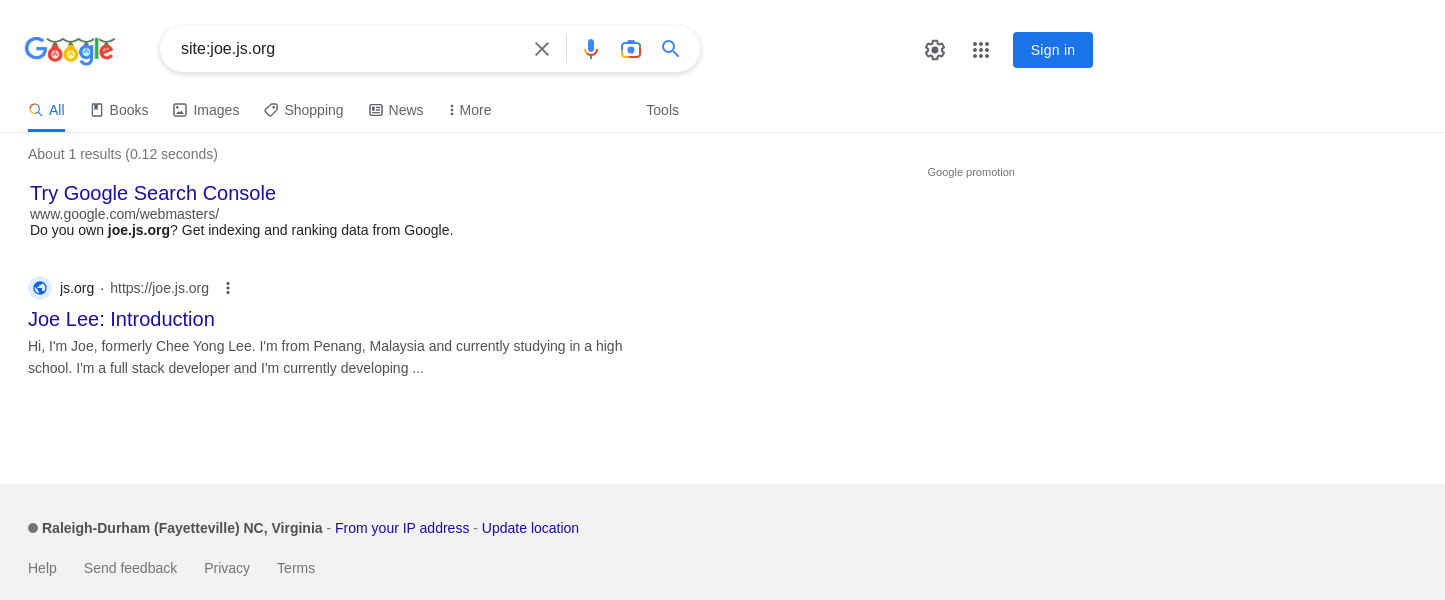 Google
site:joe.js.org
Sign in
All
Books
Images
Shopping
News
More
Tools
About 1 results (0.12 seconds)
Google promotion
Try Google Search Console
www.google.com/webmasters/
Do you own joe.js.org? Get indexing and ranking data from Google.
js.org · https://joe.js.org
Joe Lee: Introduction
Hi, I'm Joe, formerly Chee Yong Lee. I'm from Penang, Malaysia and currently studying in a high
school. I'm a full stack developer and I'm currently developing ...
Raleigh-Durham (Fayetteville) NC, Virginia - From your IP address - Update location
Help
Send feedback
Privacy
Terms